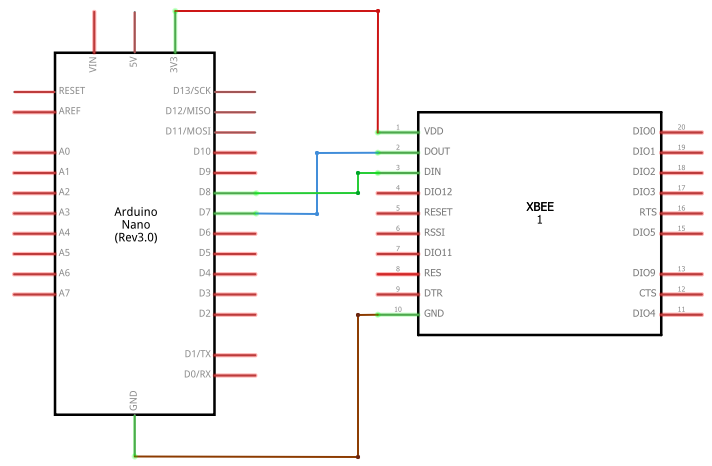 VIN
5V
3V3
RESET
AREF
D13/SCK
D12/MISO
D11/MOSI
A0
A1
A2
A3
A4
A5
A6
A7
D10
D9
D8
D7
D6
D5
D4
D3
D2
D1/TX
D0/RX
Arduino
Nano
(Rev3.0)
GND
1 VDD
2 DOUT
3 DIN
4 DIO12
5 RESET
6 RSSI
7 DIO11
8 RES
9 DTR
10 GND
XBEE
1
DIO0 20
DIO1 19
DIO2 18
DIO3 17
RTS 16
DIO5 15
DIO9 13
CTS 12
DIO4 11